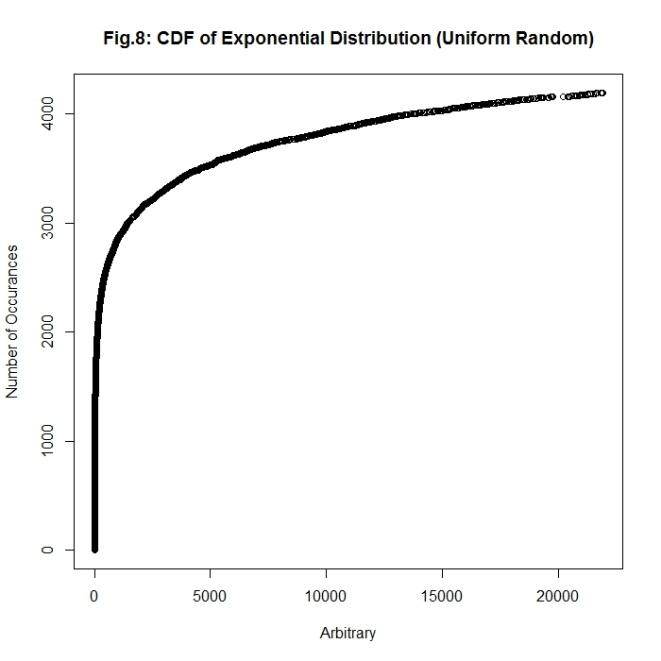 Fig.8: CDF of Exponential Distribution (Uniform Random)
Number of Occurances
4000
3000
2000
1000
0
0 5000 10000 15000 20000
Arbitrary